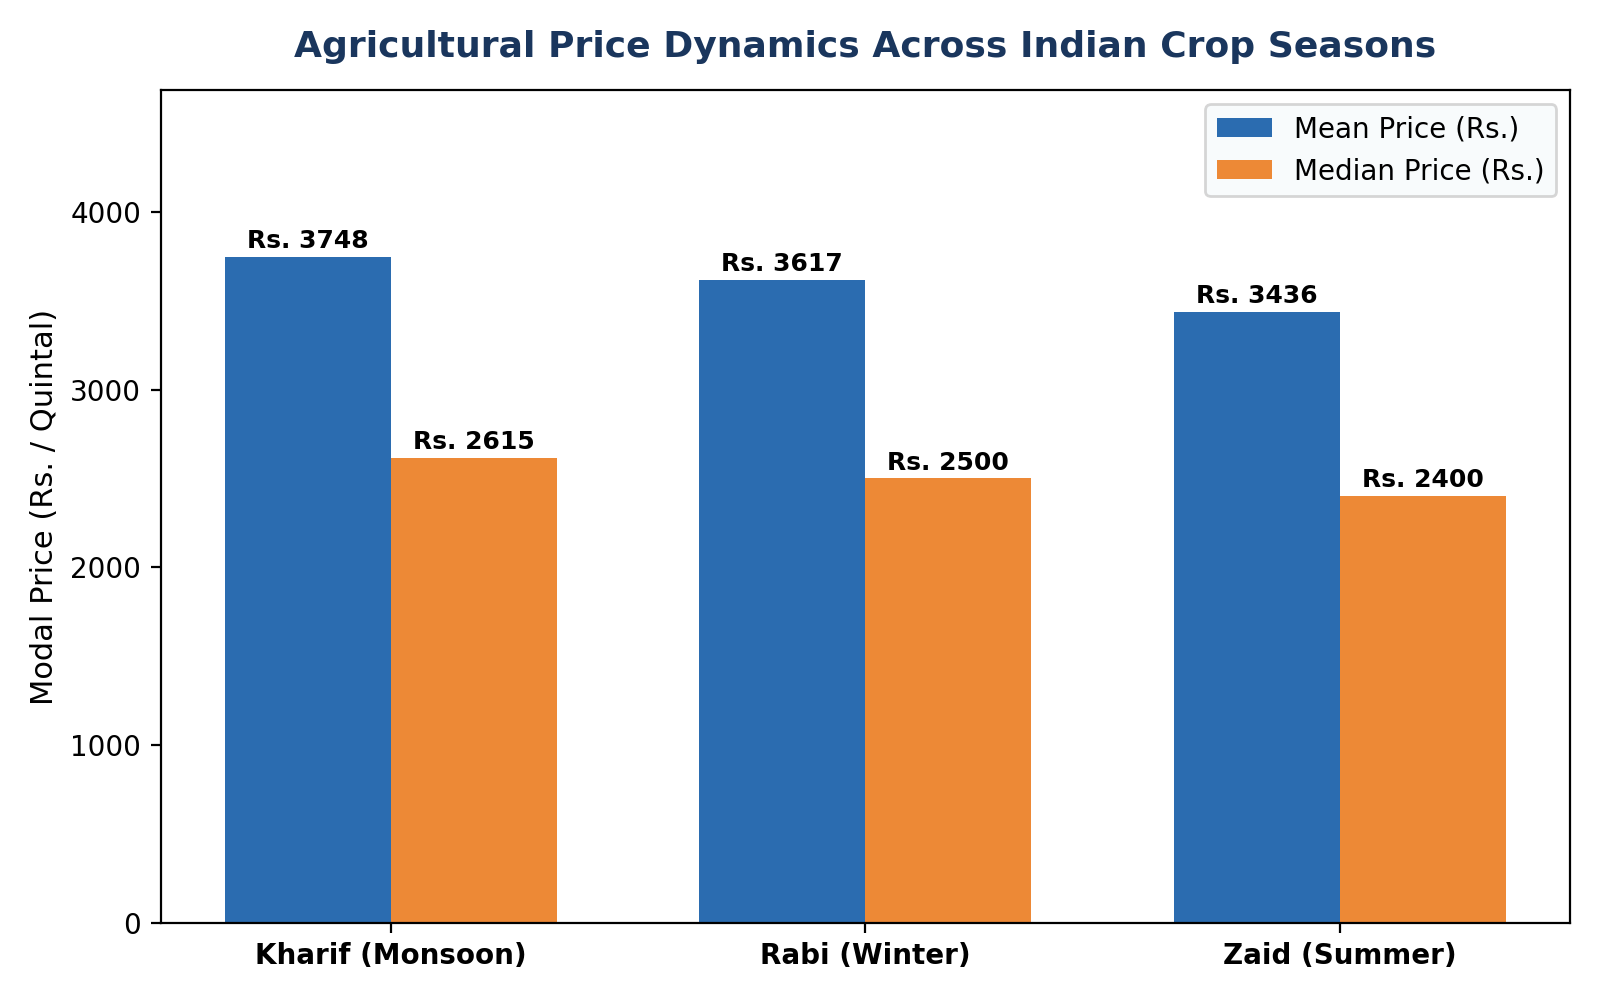 Agricultural Price Dynamics Across Indian Crop Seasons
Mean Price (Rs.)
Median Price (Rs.)
Modal Price (Rs. / Quintal)
4000
3000
2000
1000
0
Rs. 3748
Rs. 2615
Rs. 3617
Rs. 2500
Rs. 3436
Rs. 2400
Kharif (Monsoon)
Rabi (Winter)
Zaid (Summer)